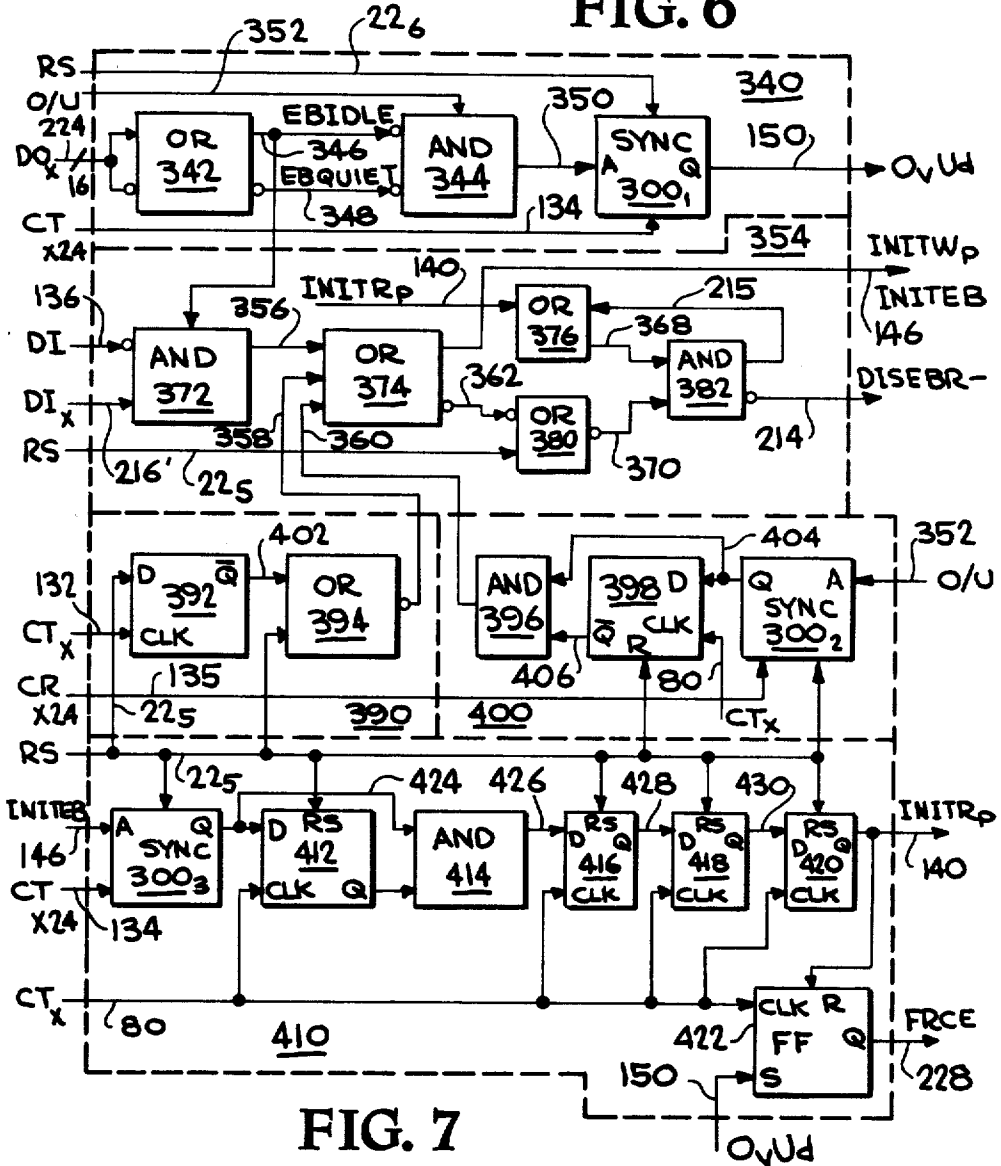 FIG. 6
352
22₆
RS
O/U
340
224
DOₓ
16
OR
342
EBIDLE
346
EBQUIET
348
AND
344
350
SYNC
A Q
300₁
150
OᵥUd
CT
X24
134
354
INITWₚ
INITEB
146
136
INITRₚ
140
215
356
DI
AND
372
OR
374
OR
376
368
AND
382
362
DISEBR-
DIₓ
358
360
OR
380
370
214
RS
216'
22₅
402
404
352
132
D Q̅
392
CLK
OR
394
AND
396
398 D
CLK
Q̅
R
Q A
SYNC
300₂
O/U
CTₓ
406
80
CR
X24
135
22₅
390
400
CTₓ
RS
22₅
424
426
428
430
INITEB
146
A Q
SYNC
300₃
D RS
412
CLK Q
AND
414
D RS Q
416
CLK
D RS Q
418
CLK
D RS Q
420
CLK
INITRₚ
140
CT
X24
134
CTₓ
80
410
422
CLK R
FF Q
S
FRCE
228
150
FIG. 7
OᵥUd